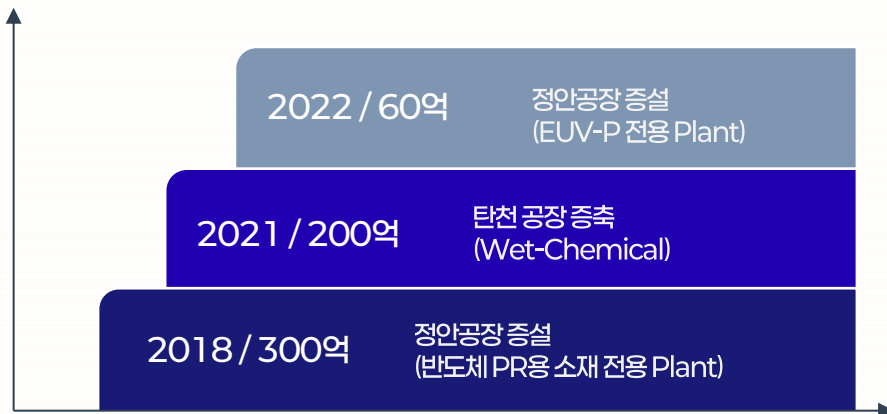 2022 / 60억
정안공장 증설
(EUV-P 전용 Plant)
2021 / 200억
탄천 공장 증축
(Wet-Chemical)
2018 / 300억
정안공장 증설
(반도체 PR용 소재 전용 Plant)